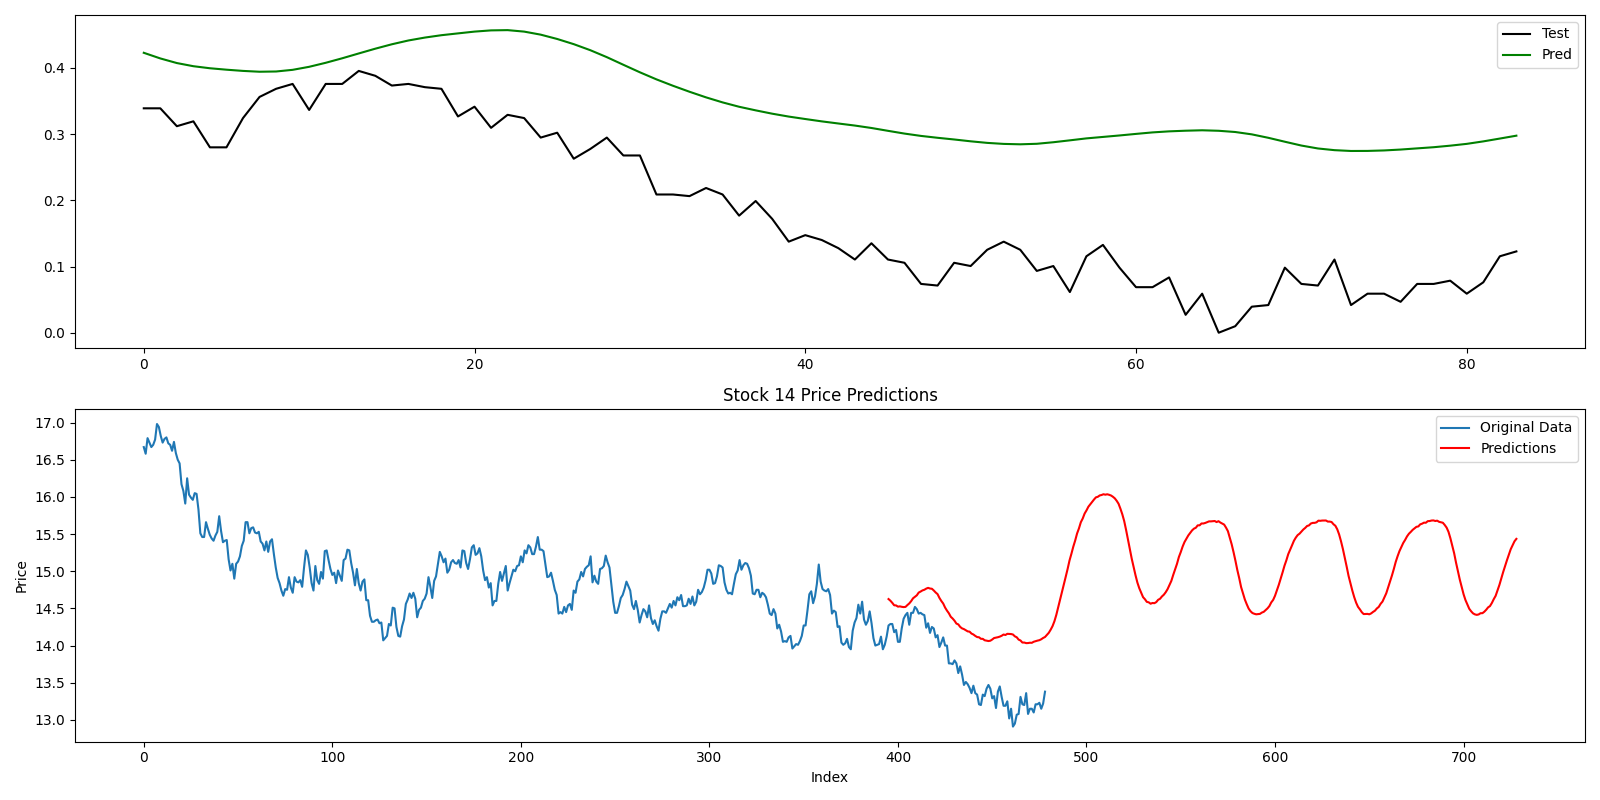 Test
Pred
0.4
0.3
0.2
0.1
0.0
0 20 40 60 80
Stock 14 Price Predictions
Original Data
Predictions
17.0
16.5
16.0
15.5
15.0
14.5
14.0
13.5
13.0
Price
0 100 200 300 400 500 600 700
Index